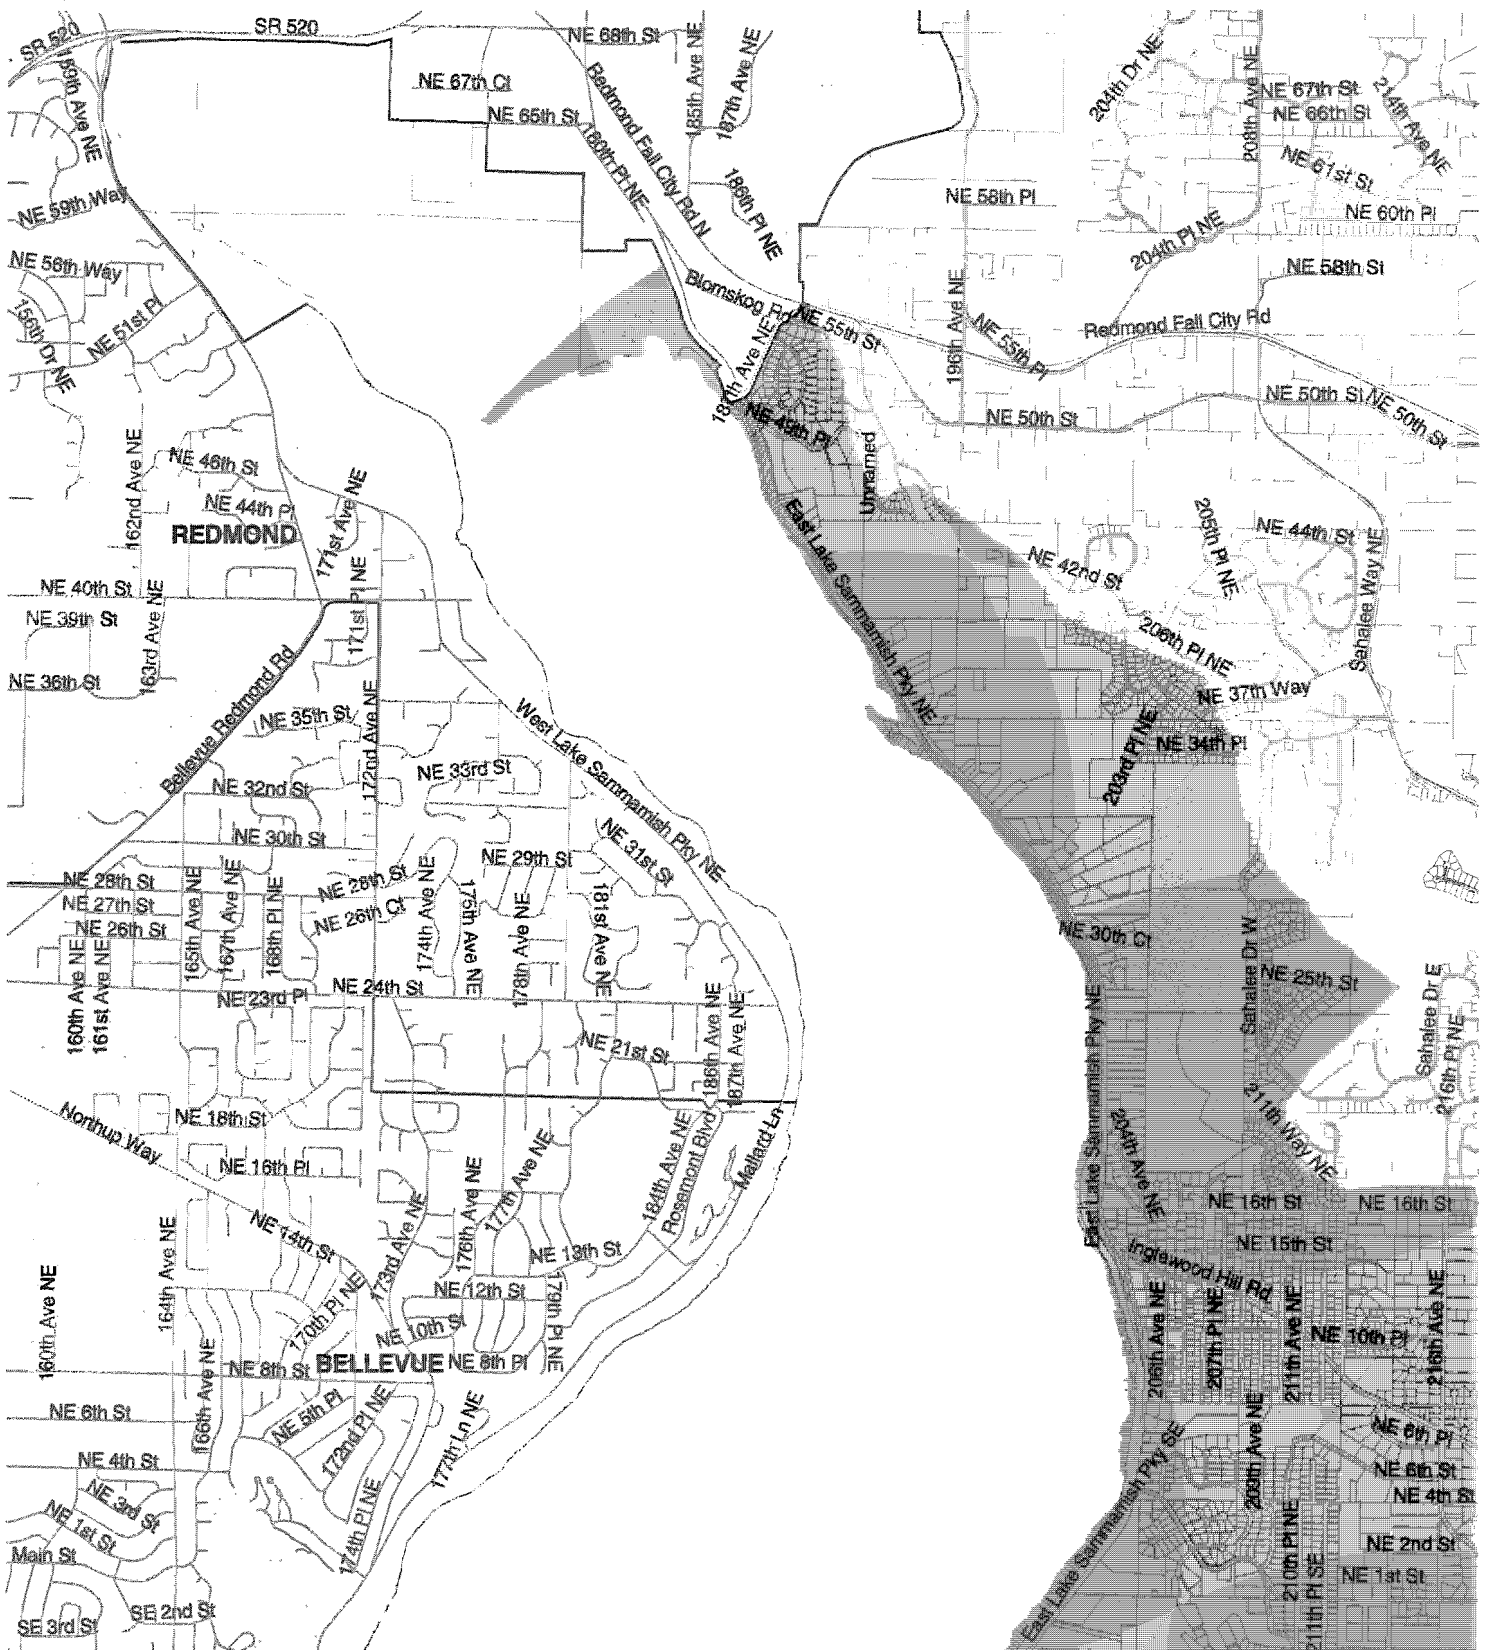 SR 520
SR 520
NE 68th St
159th Ave NE
NE 67th Ct
NE 65th St
Redmond Fall City Rd N
180th Pl NE
185th Ave NE
187th Ave NE
186th Pl NE
204th Dr NE
208th Ave NE
NE 67th St
NE 66th St
214th Ave NE
NE 61st St
NE 60th Pl
NE 58th Pl
204th Pl NE
NE 58th St
NE 59th Way
NE 56th Way
156th Dr NE
NE 51st Pl
Blomskog Rd
NE 55th St
187th Ave NE
196th Ave NE
NE 55th Pl
Redmond Fall City Rd
NE 50th St
NE 50th St
NE 50th St
NE 49th Pl
Unnamed
162nd Ave NE
NE 46th St
NE 44th Pl
REDMOND
171st Ave NE
East Lake Sammamish Pky NE
NE 42nd St
205th Pl NE
NE 44th St
Sahalee Way NE
NE 40th St
NE 39th St
163rd Ave NE
171st Pl NE
NE 36th St
Bellevue Redmond Rd
206th Pl NE
NE 37th Way
NE 35th St
172nd Ave NE
West Lake Sammamish Pky NE
203rd Pl NE
NE 34th Pl
NE 33rd St
NE 32nd St
NE 30th St
NE 31st St
NE 29th St
NE 28th St
NE 28th St
NE 27th St
NE 26th St
NE 26th Ct
165th Ave NE
167th Ave NE
168th Pl NE
174th Ave NE
175th Ave NE
178th Ave NE
181st Ave NE
NE 30th Ct
Sahalee Dr W
NE 25th St
Sahalee Dr E
216th Pl NE
160th Ave NE
161st Ave NE
NE 24th St
NE 23rd Pl
NE 21st St
186th Ave NE
187th Ave NE
East Lake Sammamish Pky NE
211th Way NE
204th Ave NE
Northup Way
NE 18th St
NE 16th Pl
184th Ave NE
Rosemont Blvd
Mallard Ln
NE 16th St
NE 16th St
NE 15th St
Inglewood Hill Rd
NE 14th St
173rd Ave NE
176th Ave NE
177th Ave NE
NE 13th St
NE 12th St
179th Pl NE
164th Ave NE
160th Ave NE
170th Pl NE
NE 10th St
BELLEVUE
NE 8th Pl
NE 8th St
166th Ave NE
206th Ave NE
207th Pl NE
211th Ave NE
NE 10th Pl
216th Ave NE
NE 6th St
NE 5th Pl
172nd Pl NE
177th Ln NE
209th Ave NE
NE 6th Pl
NE 6th St
NE 4th St
NE 4th St
NE 3rd St
NE 1st St
174th Pl NE
East Lake Sammamish Pky SE
210th Pl NE
211th Pl SE
NE 2nd St
NE 1st St
Main St
SE 2nd St
SE 3rd St